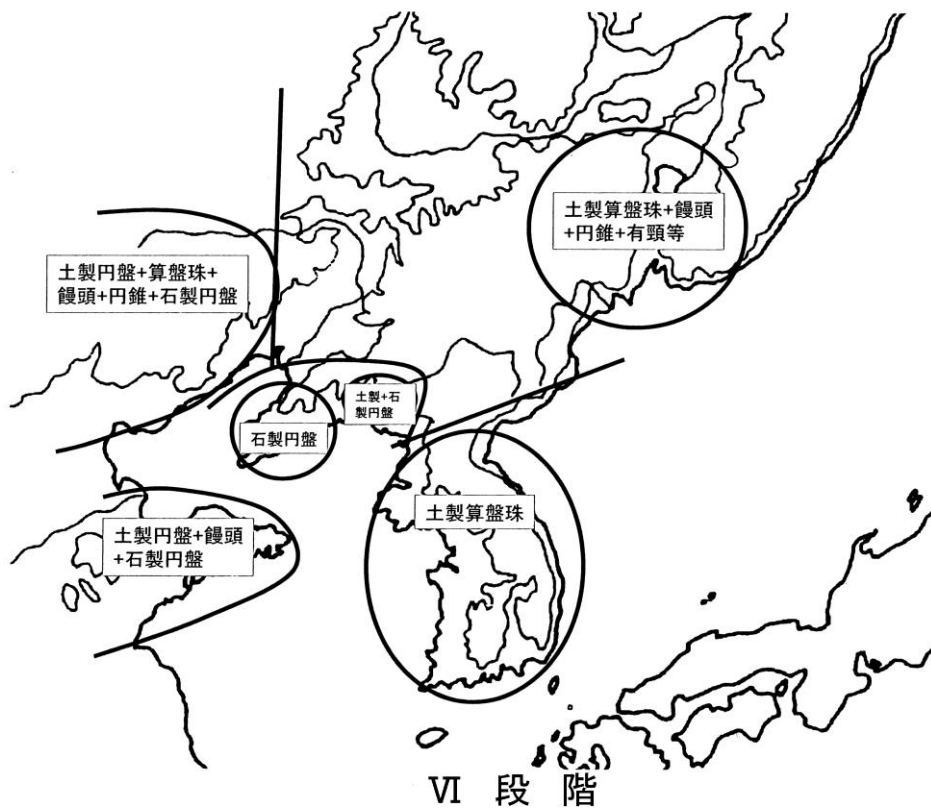 土製算盤珠+饅頭
+円錐+有頸等
土製円盤+算盤珠+
饅頭+円錐+石製円盤
土製+石
製円盤
石製円盤
土製算盤珠
土製円盤+饅頭
+石製円盤
Ⅵ 段 階